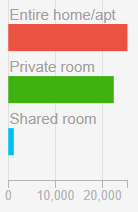 Entire home/apt
Private room
Shared room
0 10,000 20,000